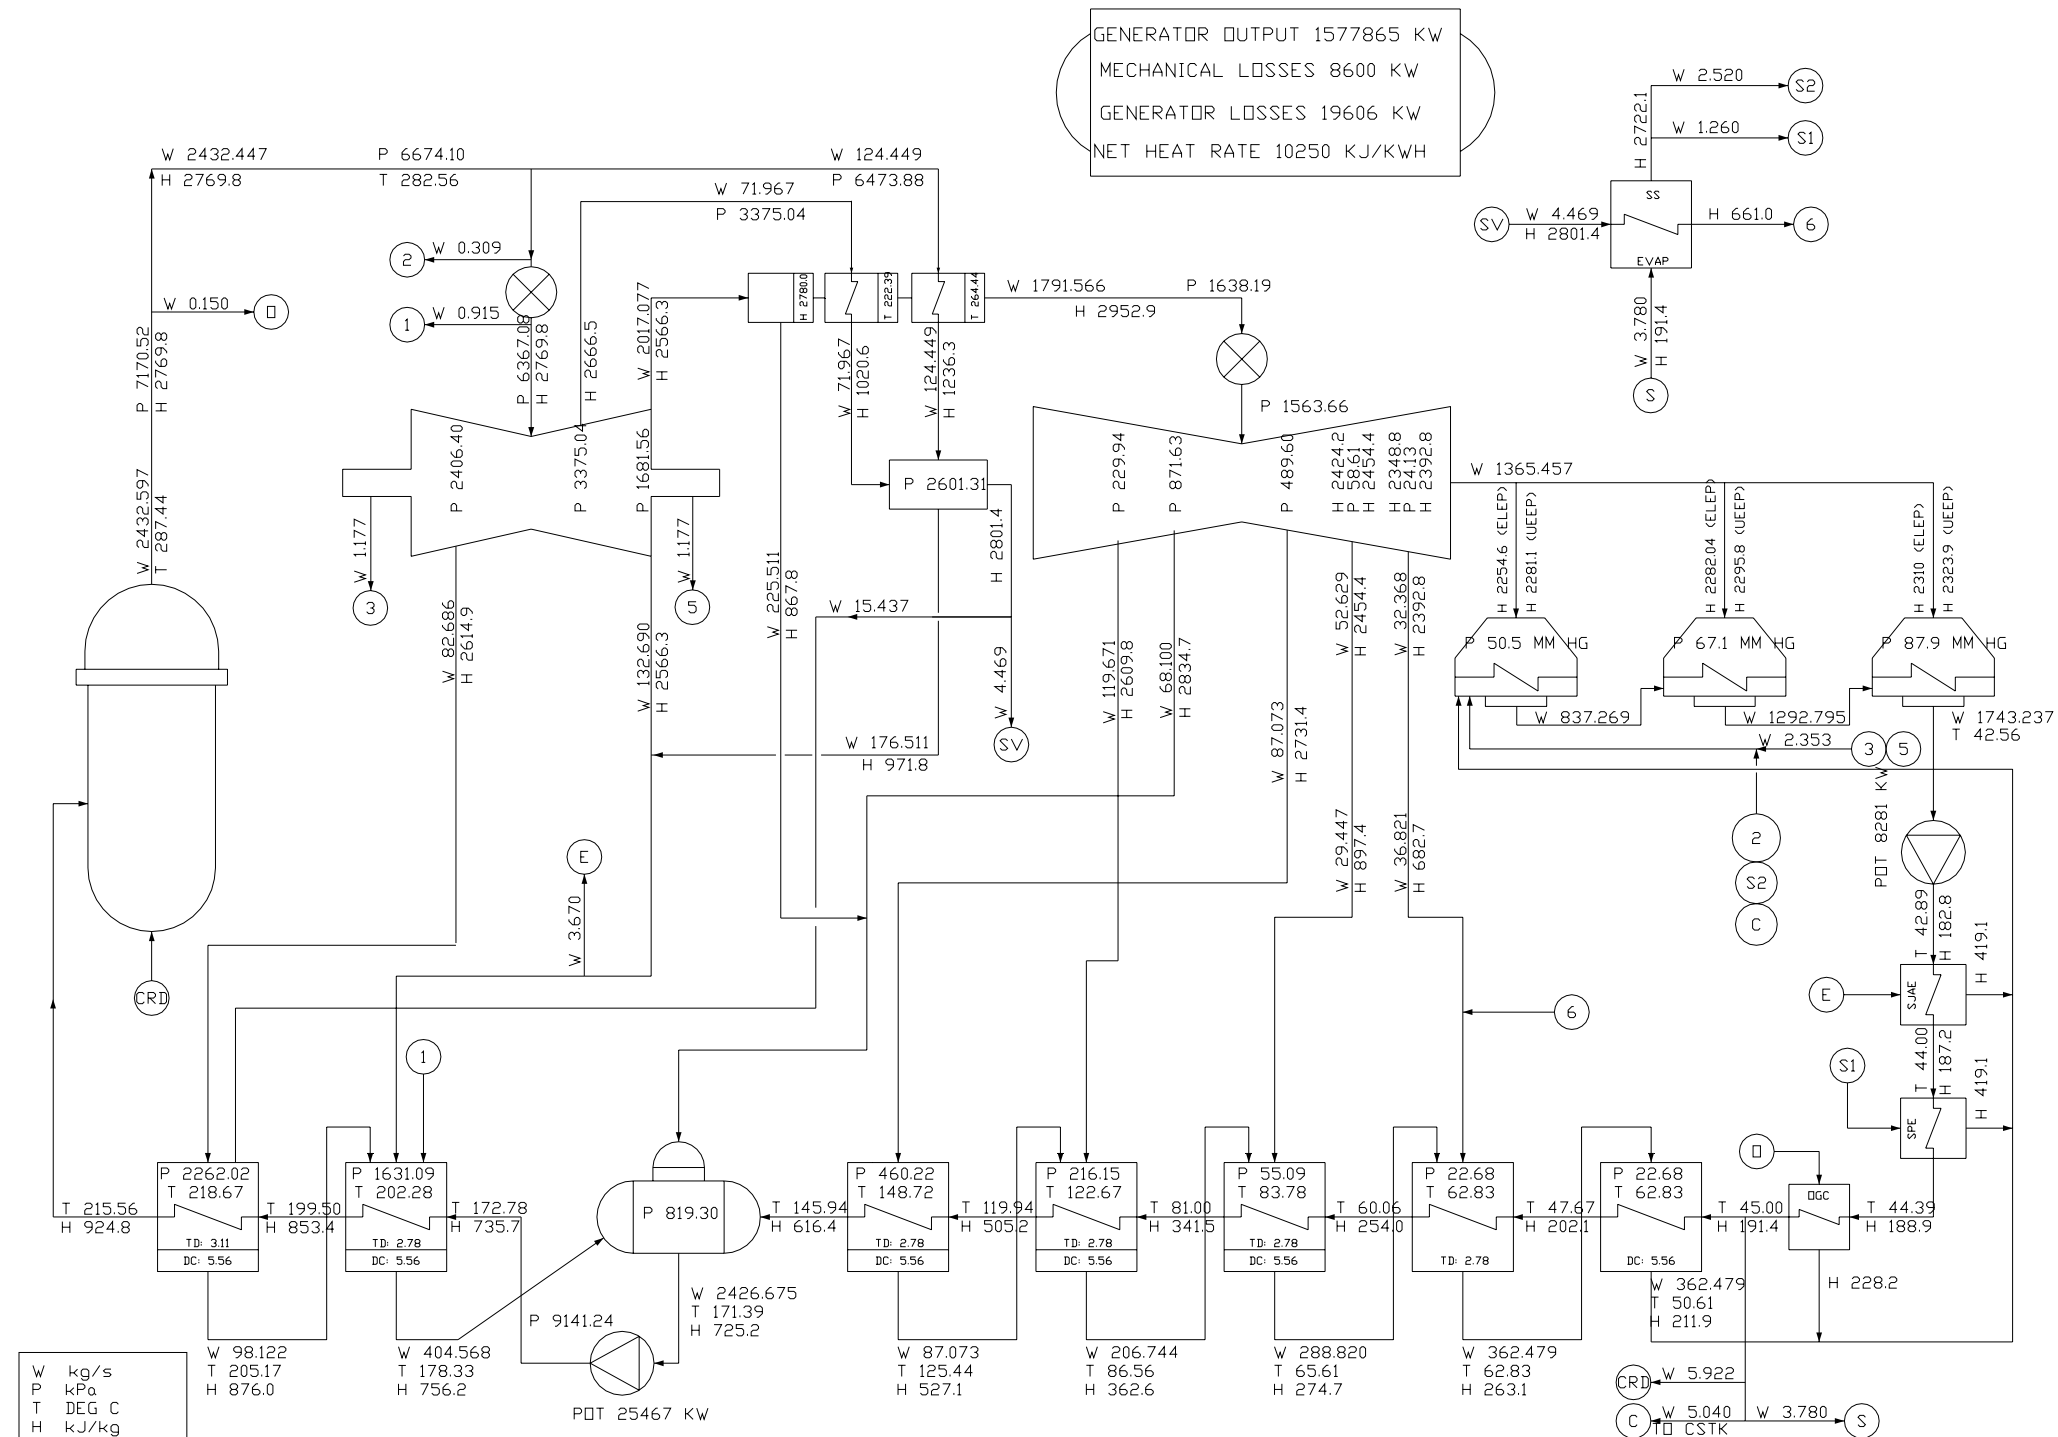 GENERATOR OUTPUT 1577865 KW
MECHANICAL LOSSES 8600 KW
GENERATOR LOSSES 19606 KW
NET HEAT RATE 10250 KJ/KWH
W 2.520
S2
W 1.260
S1
H 2722.1
SS
W 4.469
SV
H 2801.4
H 661.0
6
EVAP
W 3.780
H 191.4
S
W 2432.447
P 6674.10
W 124.449
H 2769.8
T 282.56
P 6473.88
W 71.967
P 3375.04
2
W 0.309
W 0.150
O
1
W 0.915
P 7170.52
H 2769.8
P 6367.08
H 2769.8
H 2666.5
W 2017.077
H 2566.3
H 2780.0
T 222.39
T 264.44
W 1791.566
P 1638.19
H 2952.9
W 71.967
H 1020.6
W 124.449
H 1236.3
P 1563.66
W 2432.597
T 287.44
P 2406.40
P 3375.04
P 1681.56
P 2601.31
P 229.94
P 871.63
P 489.60
H 2424.2
P 58.61
H 2454.4
H 2348.8
P 24.13
H 2392.8
W 1365.457
H 2254.6 (ELEP)
H 2281.1 (UEEP)
H 2282.04 (ELEP)
H 2295.8 (UEEP)
H 2310 (ELEP)
H 2323.9 (UEEP)
W 1.177
3
W 1.177
5
H 2801.4
W 225.511
H 867.8
W 15.437
W 82.686
H 2614.9
W 132.690
H 2566.3
W 4.469
SV
W 119.671
H 2609.8
W 68.100
H 2834.7
W 52.629
H 2454.4
W 32.368
H 2392.8
W 87.073
H 2731.4
P 50.5 MM HG
P 67.1 MM HG
P 87.9 MM HG
W 837.269
W 1292.795
W 1743.237
T 42.56
W 2.353
3
5
W 176.511
H 971.8
POT 8281 KW
2
S2
C
E
W 3.670
W 29.447
H 897.4
W 36.821
H 682.7
T 42.89
H 182.8
CRD
E
SJAE
H 419.1
6
T 44.00
H 187.2
1
S1
SPE
H 419.1
O
OGC
P 2262.02
T 218.67
TD: 3.11
DC: 5.56
P 1631.09
T 202.28
TD: 2.78
DC: 5.56
P 819.30
P 460.22
T 148.72
TD: 2.78
DC: 5.56
P 216.15
T 122.67
TD: 2.78
DC: 5.56
P 55.09
T 83.78
TD: 2.78
DC: 5.56
P 22.68
T 62.83
TD: 2.78
P 22.68
T 62.83
DC: 5.56
T 215.56
H 924.8
T 199.50
H 853.4
T 172.78
H 735.7
T 145.94
H 616.4
T 119.94
H 505.2
T 81.00
H 341.5
T 60.06
H 254.0
T 47.67
H 202.1
T 45.00
H 191.4
T 44.39
H 188.9
W 2426.675
T 171.39
H 725.2
P 9141.24
POT 25467 KW
W 362.479
T 50.61
H 211.9
H 228.2
W 98.122
T 205.17
H 876.0
W 404.568
T 178.33
H 756.2
W 87.073
T 125.44
H 527.1
W 206.744
T 86.56
H 362.6
W 288.820
T 65.61
H 274.7
W 362.479
T 62.83
H 263.1
CRD
W 5.922
C
W 5.040
TO CSTK
W 3.780
S
W kg/s
P kPa
T DEG C
H kJ/kg